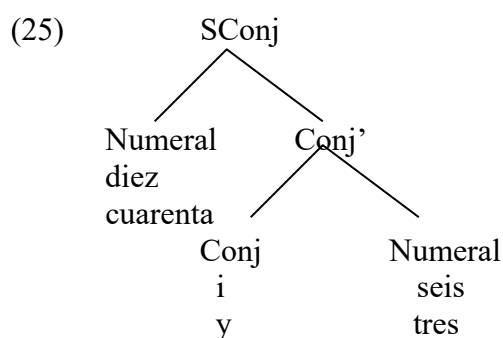 (25) SConj
Numeral Conj’
diez
cuarenta
Conj Numeral
i seis
y tres